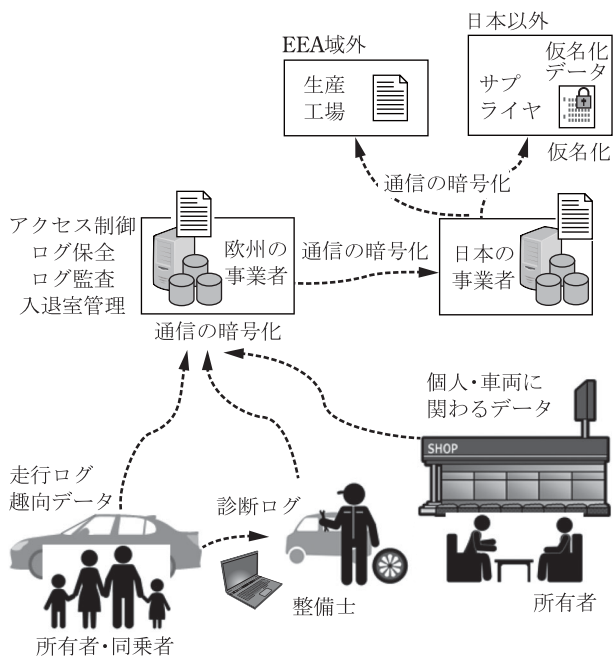 日本以外
EEA域外
仮名化
データ
生産
工場
サプ
ライヤ
仮名化
通信の暗号化
アクセス制御
ログ保全
ログ監査
入退室管理
欧州の
事業者
通信の暗号化
日本の
事業者
通信の暗号化
個人・車両に
関わるデータ
SHOP
走行ログ
趣向データ
診断ログ
整備士
所有者
所有者・同乗者